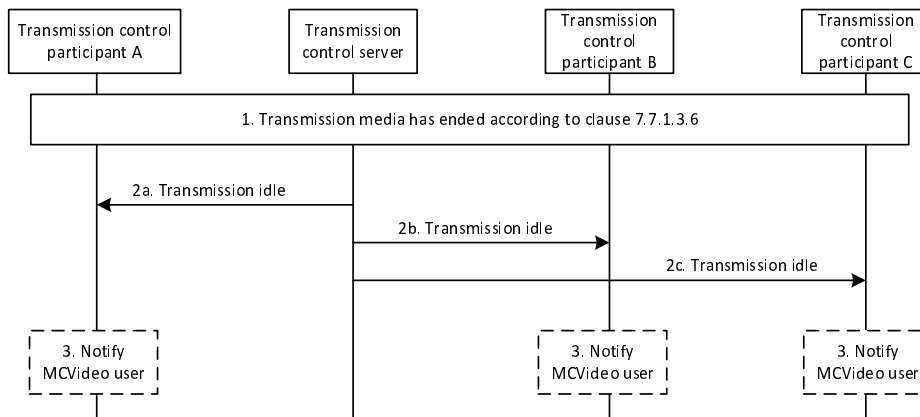 Transmission control
participant A
Transmission
control server
Transmission
control
participant B
Transmission
control
participant C
1. Transmission media has ended according to clause 7.7.1.3.6
2a. Transmission idle
2b. Transmission idle
2c. Transmission idle
3. Notify
MCVideo user
3. Notify
MCVideo user
3. Notify
MCVideo user